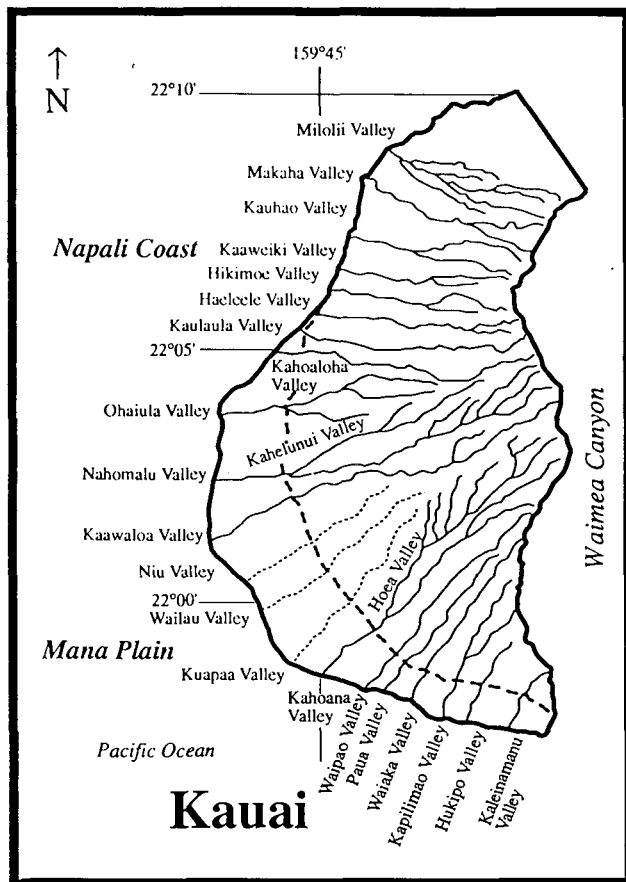 159°45'
22°10'
N
Milolii Valley
Makaha Valley
Kauhao Valley
Napali Coast
Kaaweiki Valley
Hikimoe Valley
Haeleele Valley
Kaulaula Valley
22°05'
Kahoaloha
Valley
Ohaiula Valley
Kahelunui Valley
Nahomalu Valley
Waimea Canyon
Kaawaloa Valley
Niu Valley
Hoea Valley
22°00'
Wailau Valley
Mana Plain
Kuapaa Valley
Kahoana
Valley
Waipao Valley
Paua Valley
Waiaka Valley
Kapilimao Valley
Hukipo Valley
Kaleinamanu
Valley
Pacific Ocean
Kauai